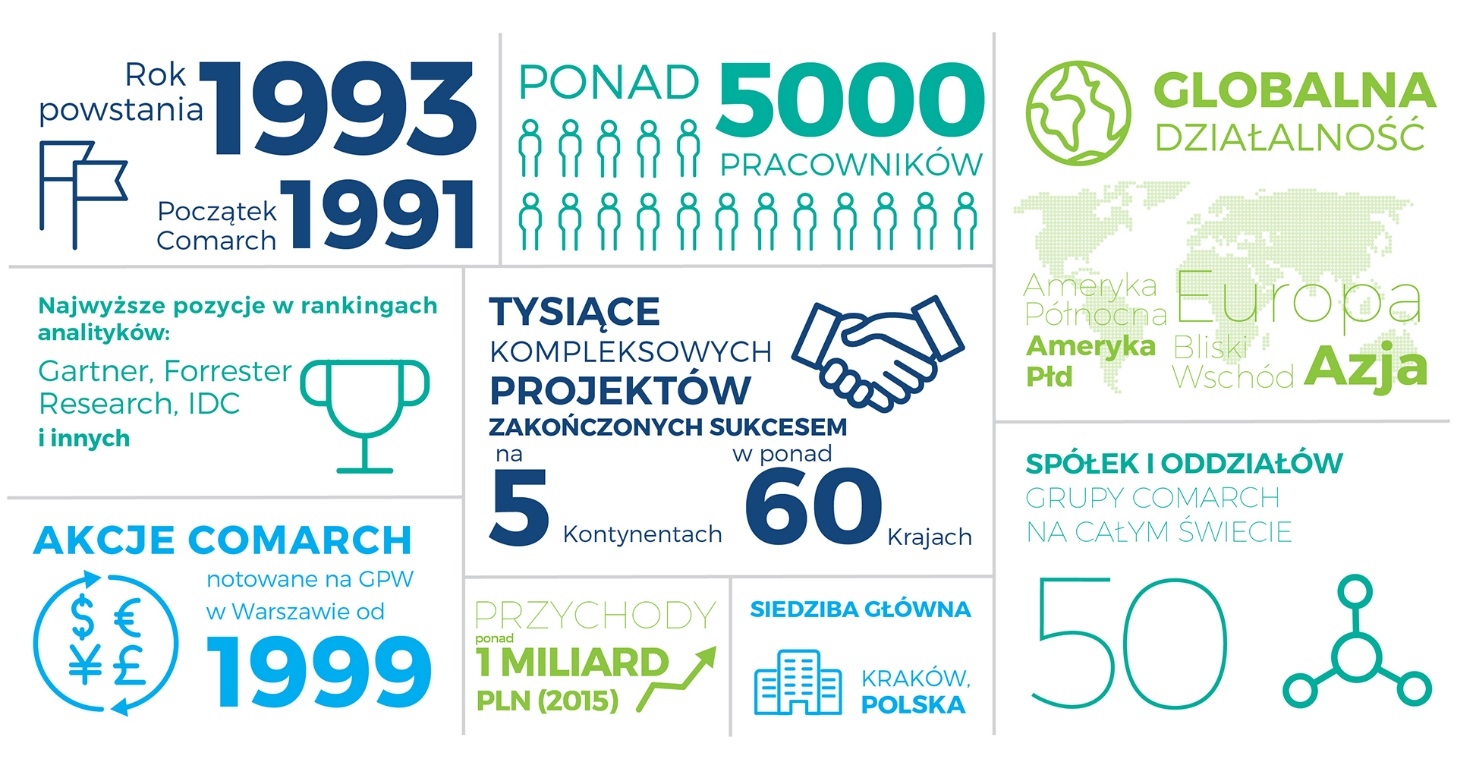 Rok
powstania
1993
Początek
Comarch
1991
PONAD
5000
PRACOWNIKÓW
GLOBALNA
DZIAŁALNOŚĆ
Ameryka
Północna
Europa
Ameryka
Płd
Bliski
Wschód
Azja
Najwyższe pozycje w rankingach
analityków:
Gartner, Forrester
Research, IDC
i innych
TYSIĄCE
KOMPLEKSOWYCH
PROJEKTÓW
ZAKOŃCZONYCH SUKCESEM
na
5
Kontynentach
w ponad
60
Krajach
SPÓŁEK I ODDZIAŁÓW
GRUPY COMARCH
NA CAŁYM ŚWIECIE
50
AKCJE COMARCH
notowane na GPW
w Warszawie od
1999
$ €
¥ £
PRZYCHODY
ponad
1 MILIARD
PLN (2015)
SIEDZIBA GŁÓWNA
KRAKÓW,
POLSKA